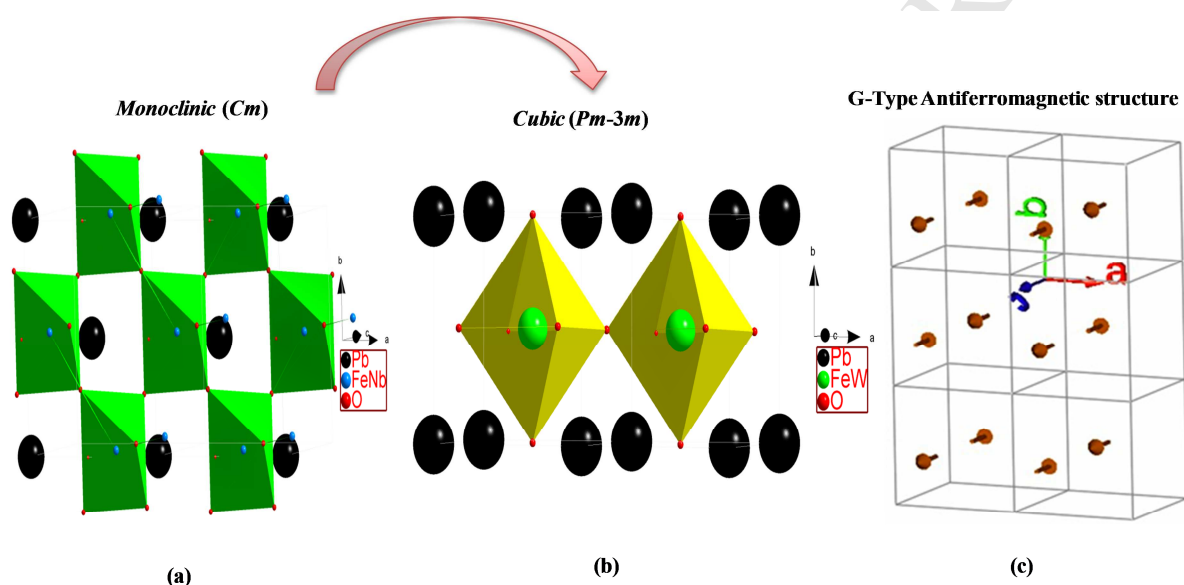 Monoclinic (Cm)
Cubic (Pm-3m)
G-Type Antiferromagnetic structure
b
c
a
Pb
FeNb
O
b
c
a
Pb
FeW
O
b
a
c
(a)
(b)
(c)